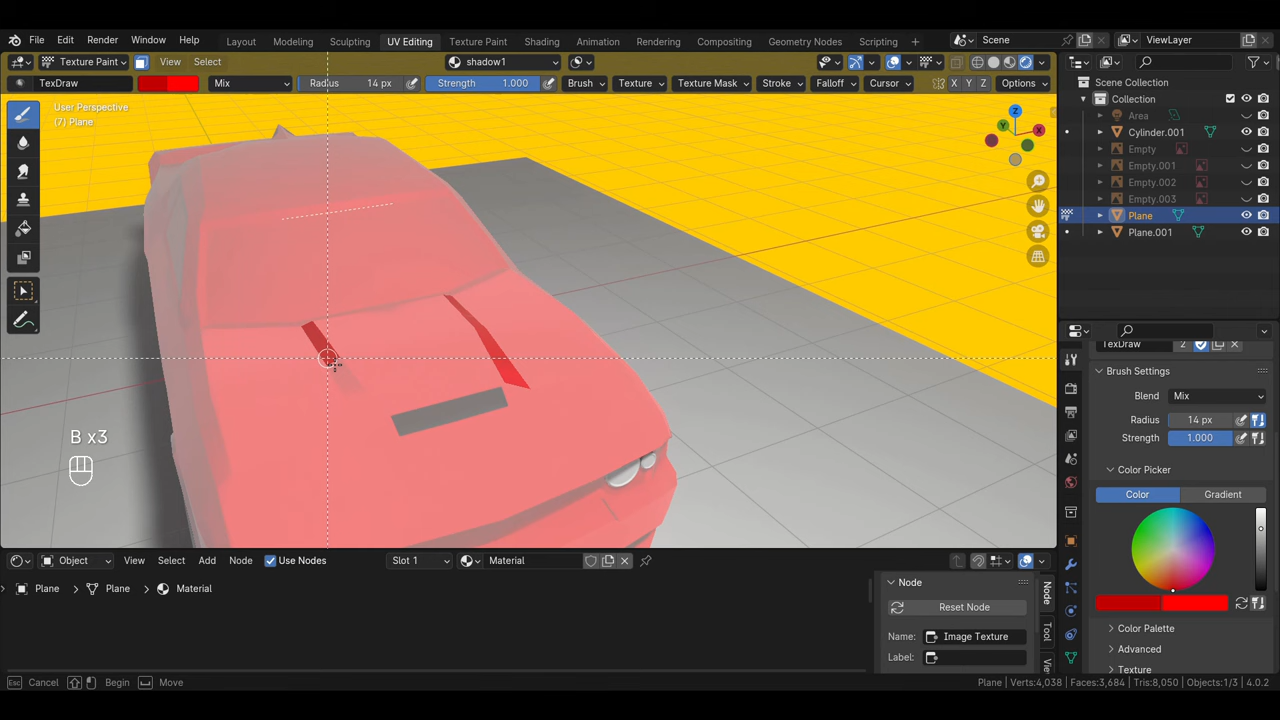 File Edit Render Window Help Layout Modeling Sculpting UV Editing Texture Paint Shading Animation Rendering Compositing Geometry Nodes Scripting Scene ViewLayer
Texture Paint View Select shadow1
TexDraw Mix Radius 14 px Strength 1.000 Brush Texture Texture Mask Stroke Falloff Cursor X Y Z Options
User Perspective
(7) Plane
Z
Y
X
Scene Collection
Collection
Area
Cylinder.001
Empty
Empty.001
Empty.002
Empty.003
Plane
Plane.001
TexDraw 2
Brush Settings
Blend Mix
Radius 14 px
Strength 1.000
Color Picker
Color Gradient
Color Palette
Advanced
Texture
B x3
Object View Select Add Node Use Nodes Slot 1 Material
Plane > Plane > Material
Node
Reset Node
Name: Image Texture
Label:
Node
Tool
Cancel Begin Move Plane | Verts:4,038 | Faces:3,684 | Tris:8,050 | Objects:1/3 | 4.0.2